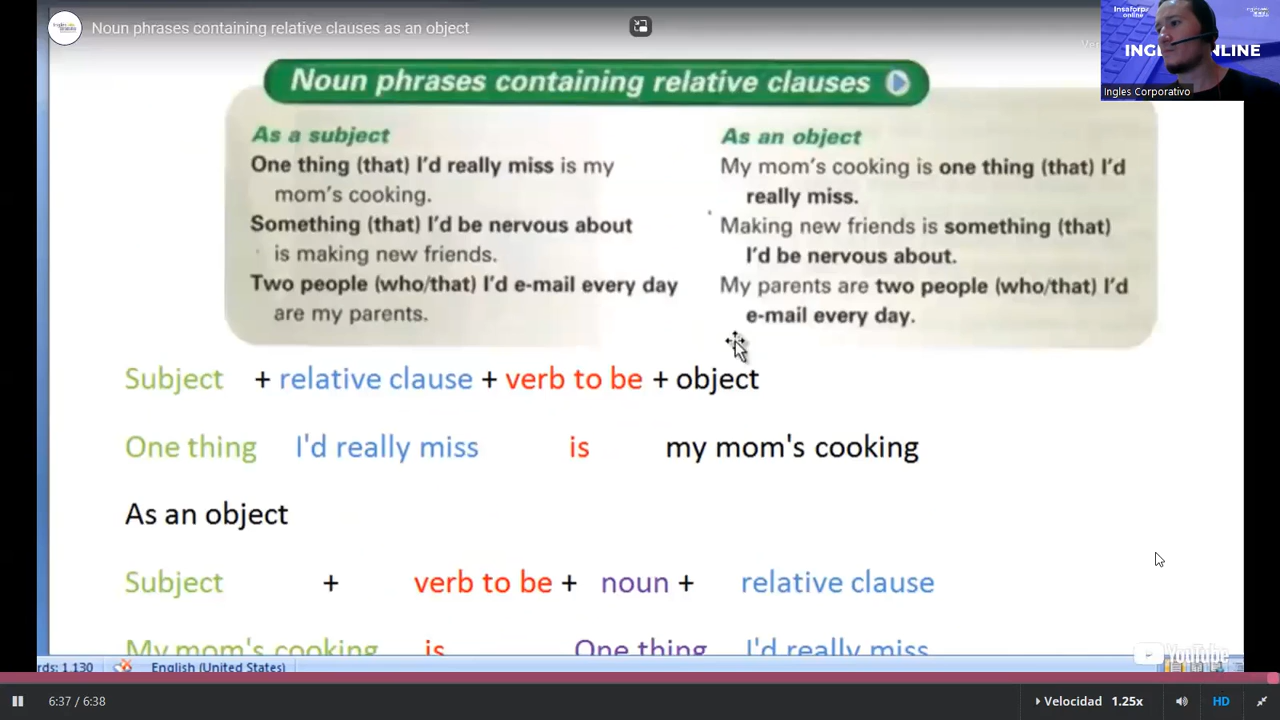 Noun phrases containing relative clauses as an object
Insaforp
online
INGL
NLINE
Ingles Corporativo
Noun phrases containing relative clauses
As a subject
One thing (that) I'd really miss is my
mom's cooking.
Something (that) I'd be nervous about
is making new friends.
Two people (who/that) I'd e-mail every day
are my parents.
As an object
My mom's cooking is one thing (that) I'd
really miss.
Making new friends is something (that)
I'd be nervous about.
My parents are two people (who/that) I'd
e-mail every day.
Subject + relative clause + verb to be + object
One thing I'd really miss is my mom's cooking
As an object
Subject + verb to be + noun + relative clause
My mom's cooking is One thing I'd really miss
rds: 1.130 English (United States)
YouTube
6:37 / 6:38
Velocidad 1.25x HD